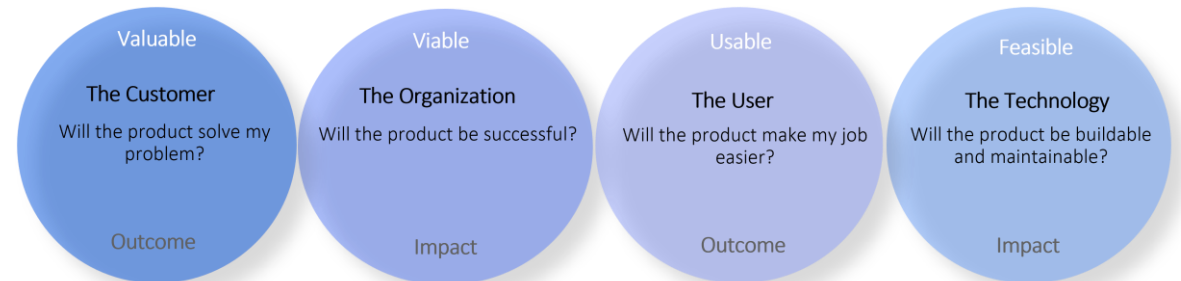 Valuable
The Customer
Will the product solve my
problem?
Outcome
Viable
The Organization
Will the product be successful?
Impact
Usable
The User
Will the product make my job
easier?
Outcome
Feasible
The Technology
Will the product be buildable
and maintainable?
Impact